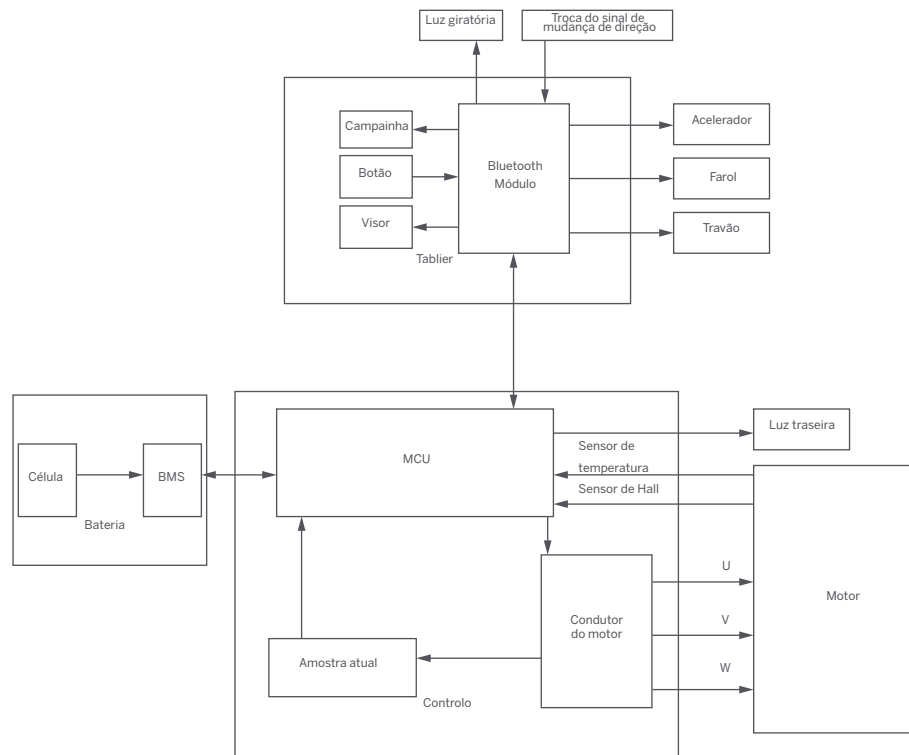 Luz giratória
Troca do sinal de
mudança de direção
Campainha
Botão
Visor
Bluetooth
Módulo
Tablier
Acelerador
Farol
Travão
MCU
Célula
BMS
Bateria
Luz traseira
Sensor de
temperatura
Sensor de Hall
Condutor
do motor
U
V
W
Motor
Amostra atual
Controlo